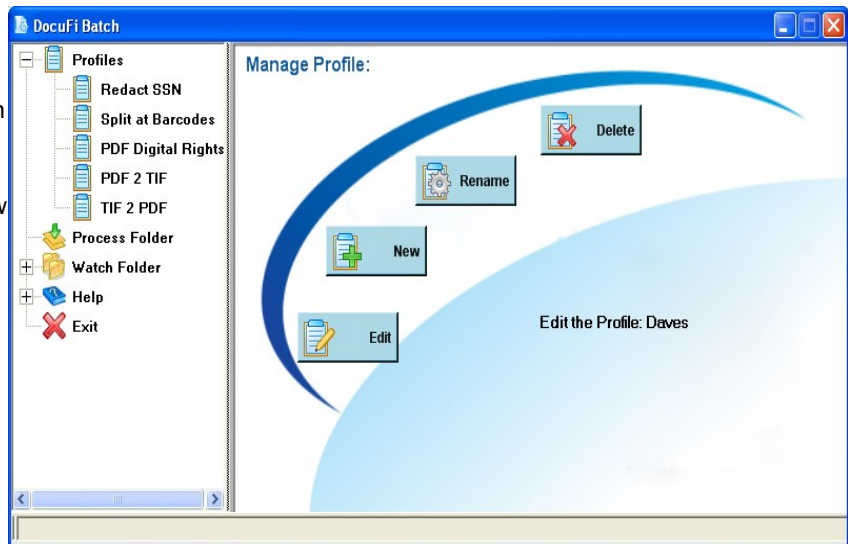 DocuFi Batch
Profiles
Redact SSN
Split at Barcodes
PDF Digital Rights
PDF 2 TIF
TIF 2 PDF
Process Folder
Watch Folder
Help
Exit
Manage Profile:
Delete
Rename
New
Edit
Edit the Profile: Daves